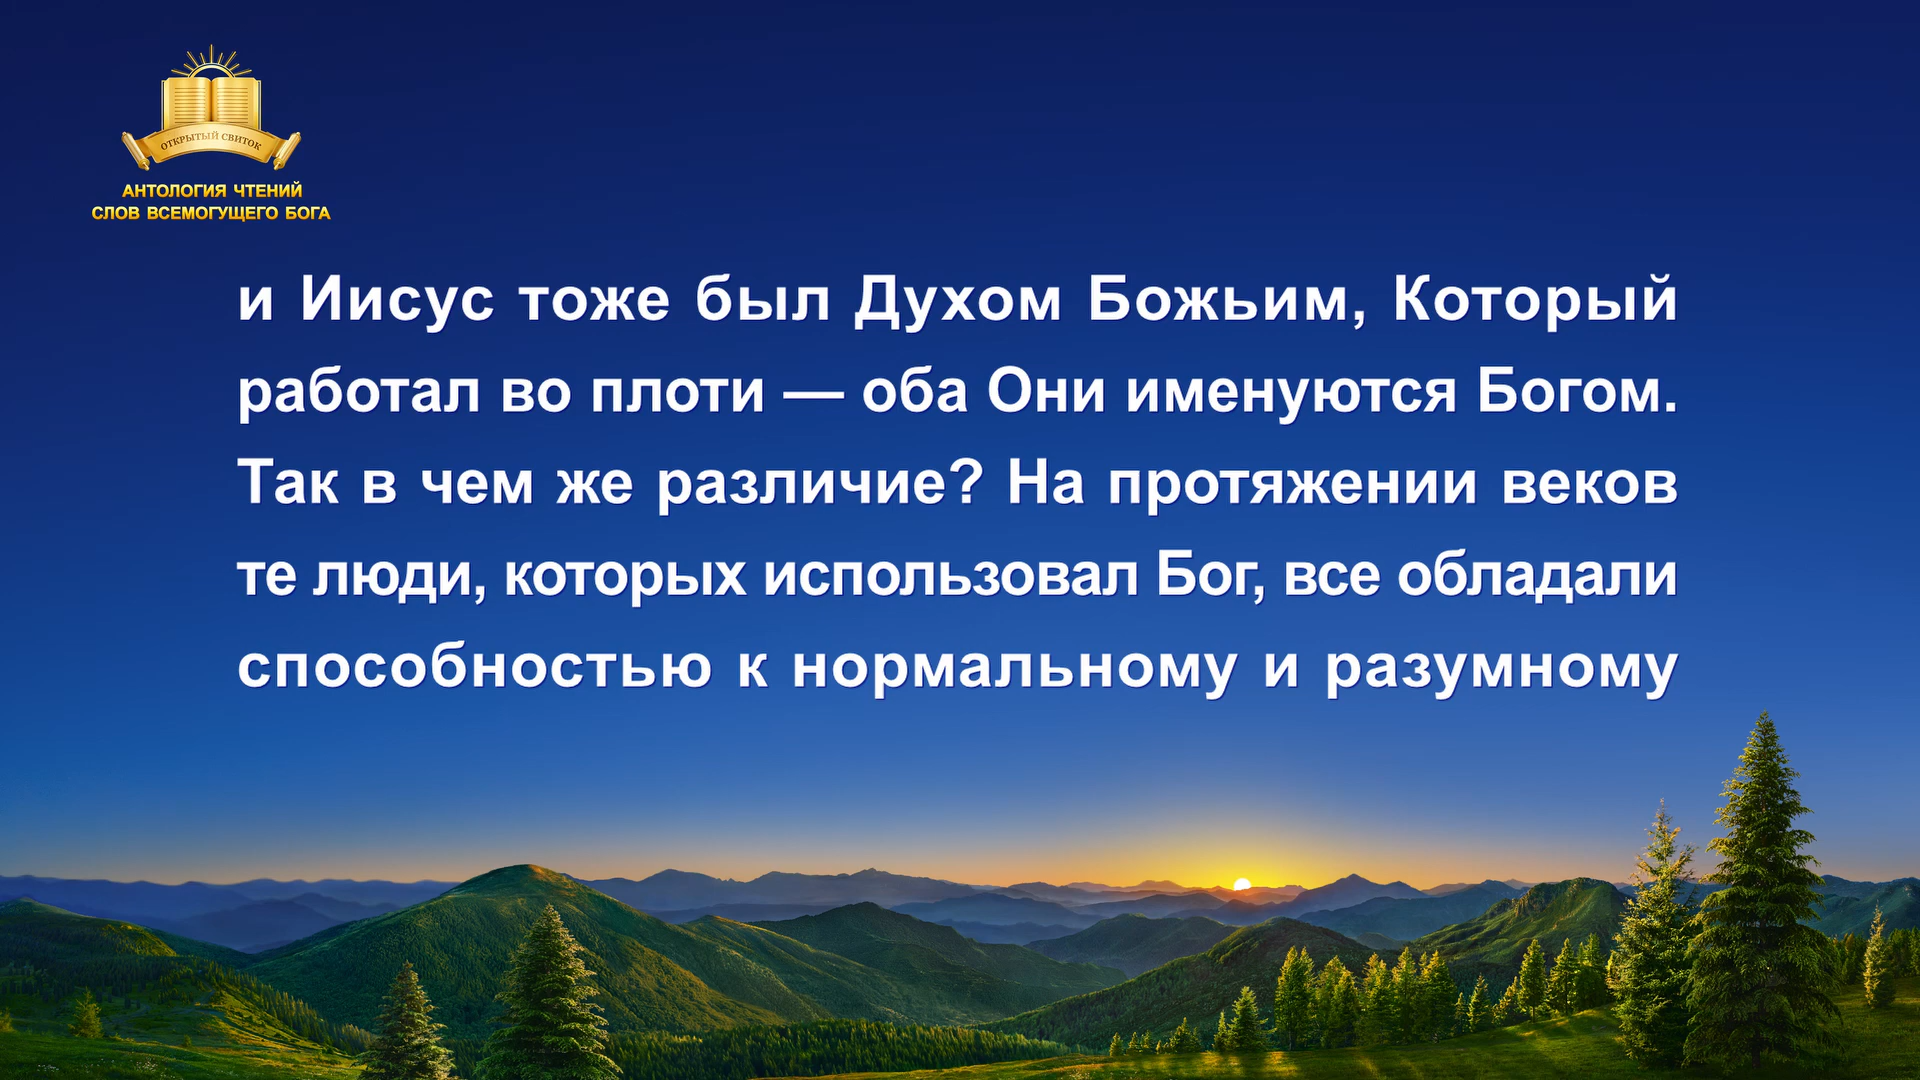 ОТКРЫТЫЙ СВИТОК
АНТОЛОГИЯ ЧТЕНИЙ
СЛОВ ВСЕМОГУЩЕГО БОГА
и Иисус тоже был Духом Божьим, Который
работал во плоти — оба Они именуются Богом.
Так в чем же различие? На протяжении веков
те люди, которых использовал Бог, все обладали
способностью к нормальному и разумному